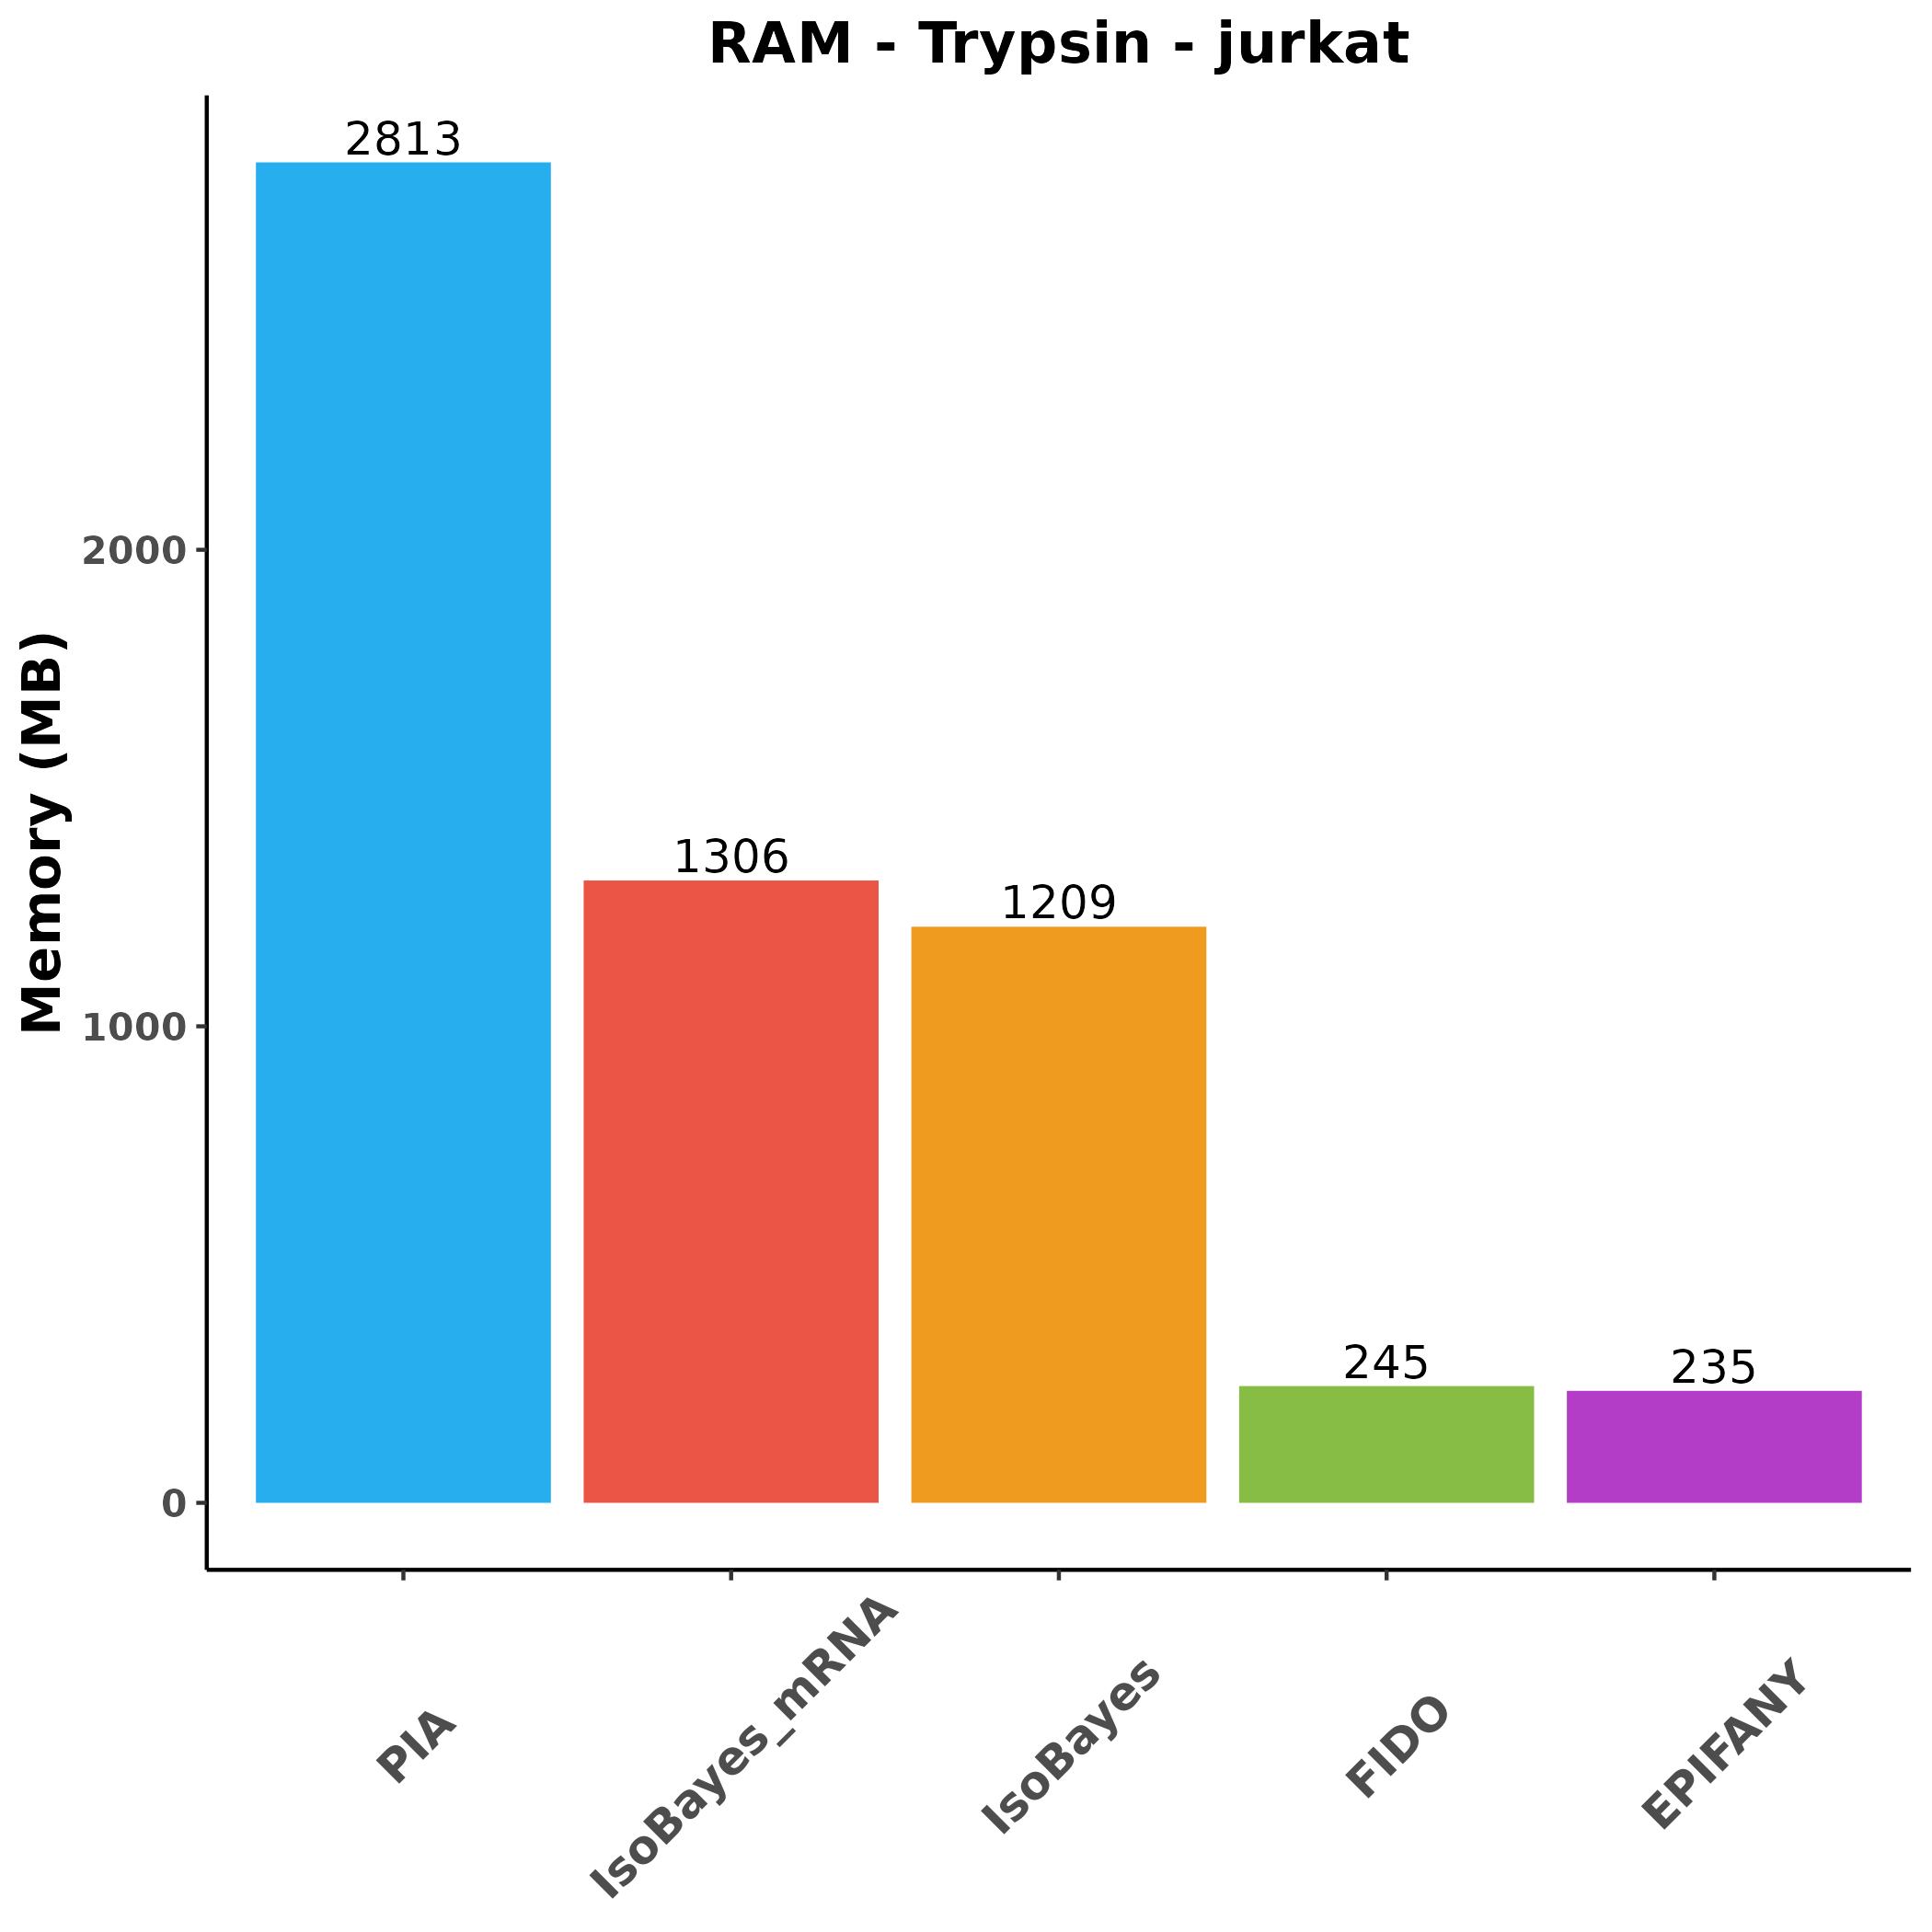 RAM - Trypsin - jurkat
Memory (MB)
2000
1000
0
2813
1306
1209
245
235
PIA
IsoBayes_mRNA
IsoBayes
FIDO
EPIFANY